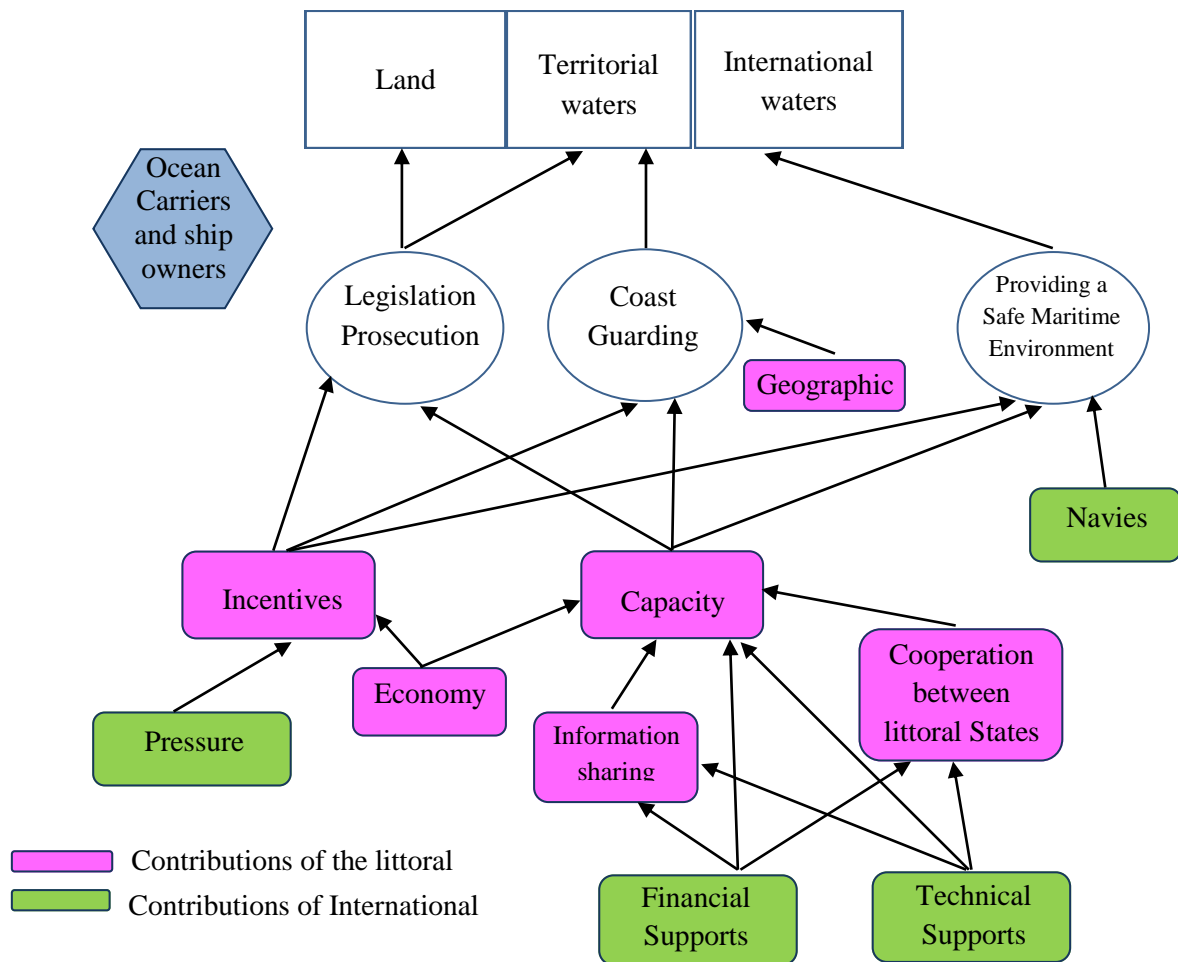 Land
Territorial
waters
International
waters
Ocean
Carriers
and ship
owners
Legislation
Prosecution
Coast
Guarding
Providing a
Safe Maritime
Environment
Geographic
Navies
Incentives
Capacity
Cooperation
between
littoral States
Economy
Pressure
Information
sharing
Contributions of the littoral
Contributions of International
Financial
Supports
Technical
Supports